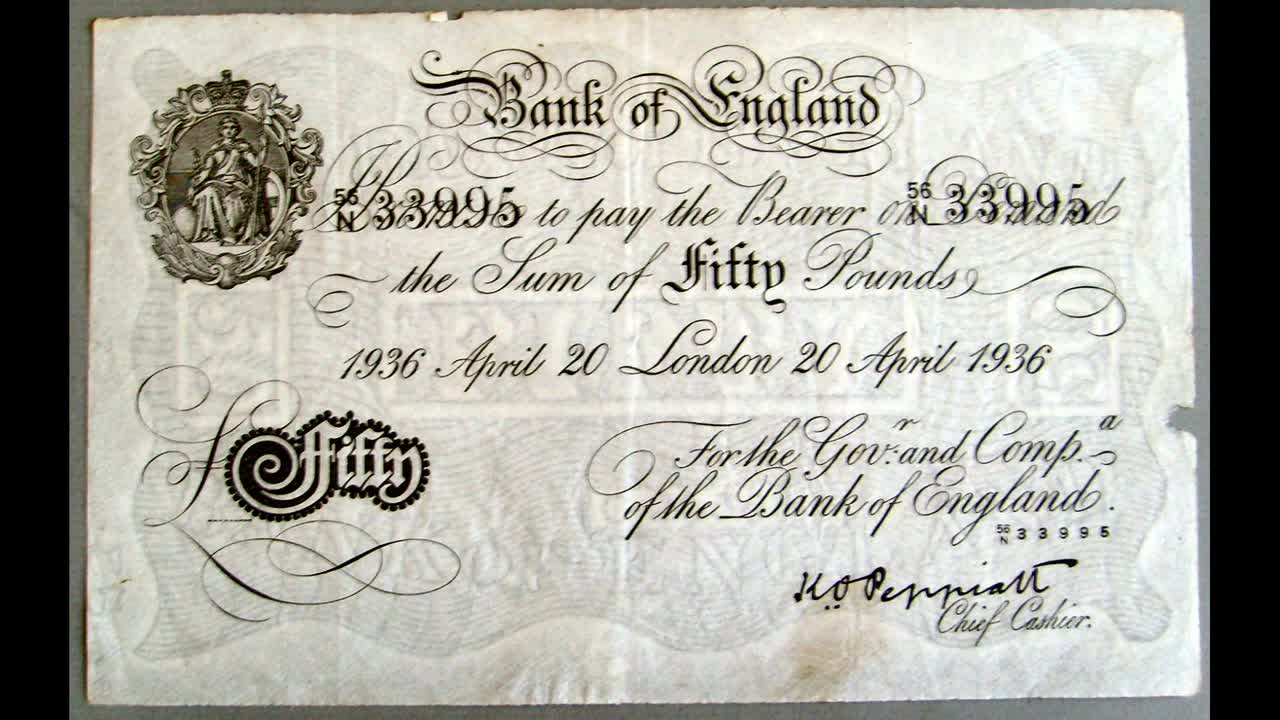 Bank of England
56/N 33995 to pay the Bearer on 56/N 33995
the Sum of Fifty Pounds
1936 April 20 London 20 April 1936
£ Fifty
For the Govʳ: and Comp.ᵃ
of the Bank of England.
56/N 33995
K.O. Peppiatt
Chief Cashier.